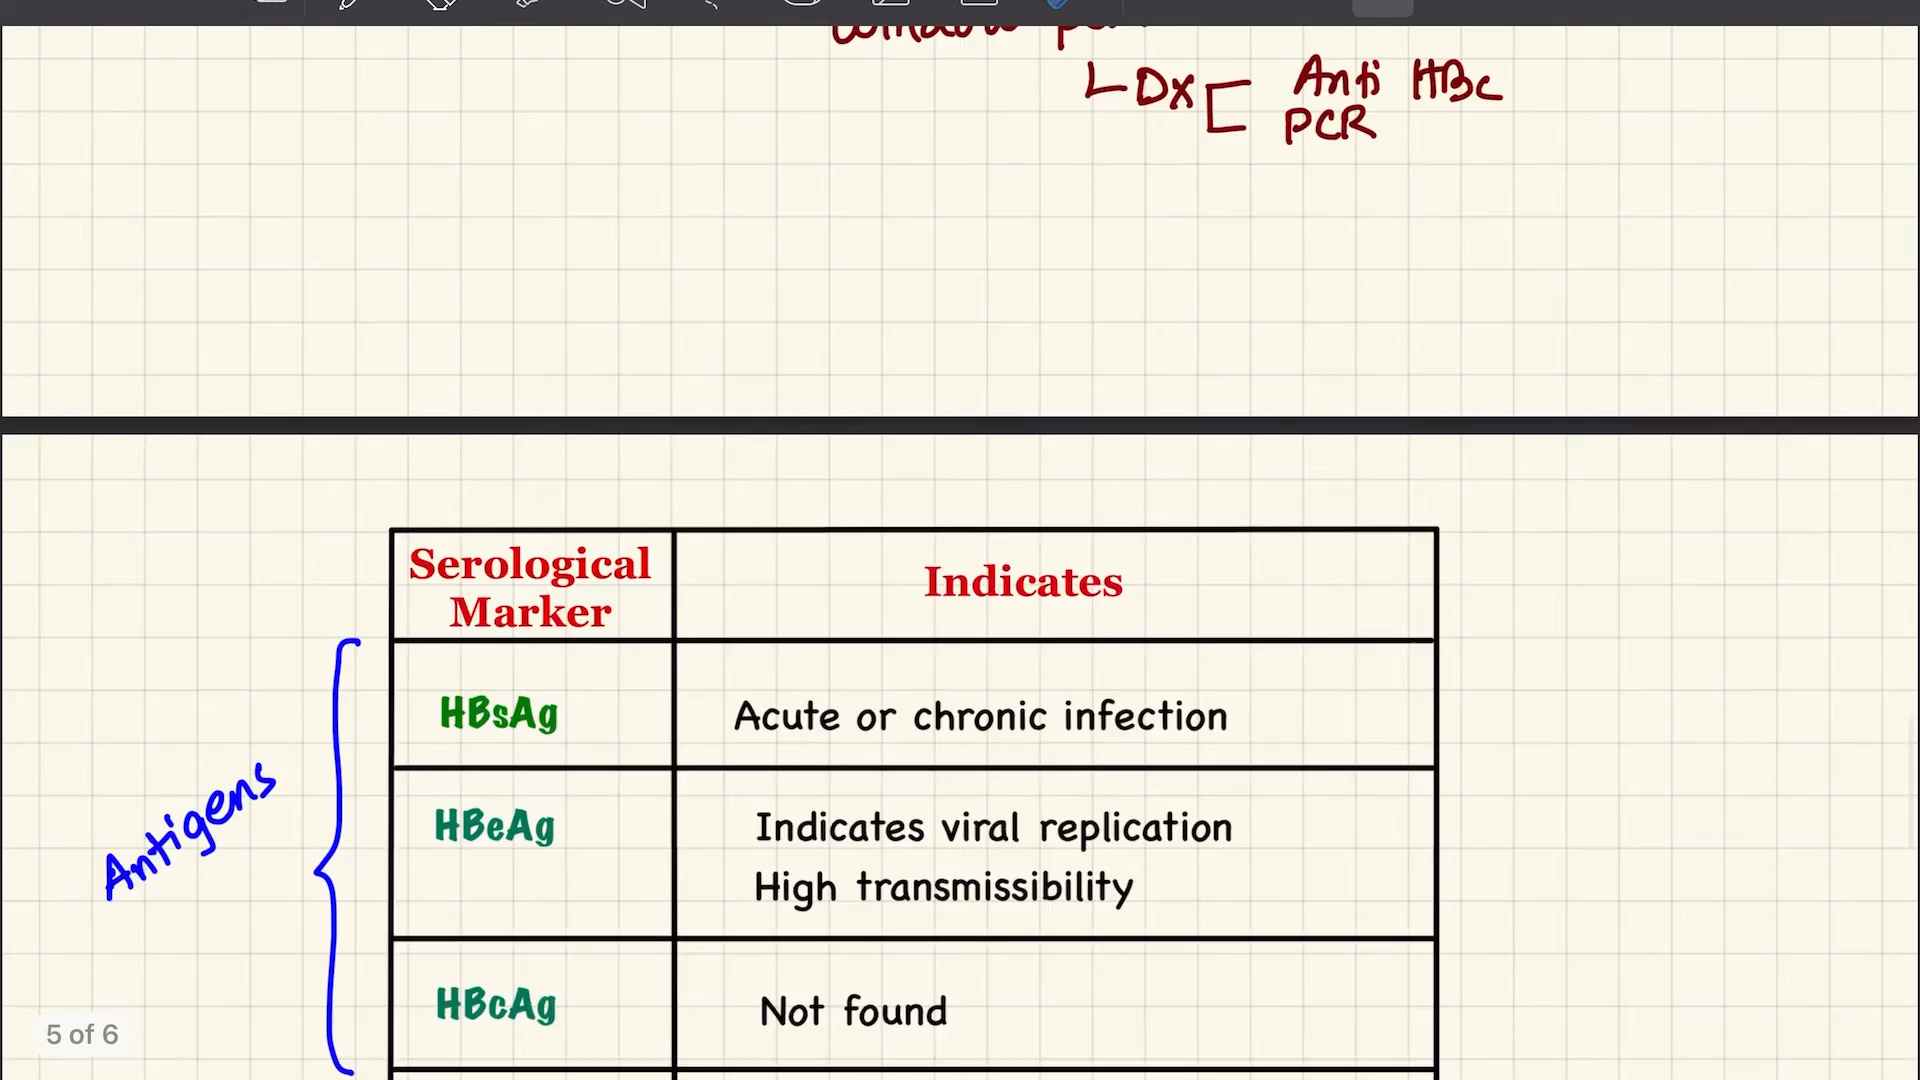 Dx
Anti HBc
PCR
Serological
Marker
Indicates
HBsAg
Acute or chronic infection
Antigens
HBeAg
Indicates viral replication
High transmissibility
HBcAg
Not found
5 of 6